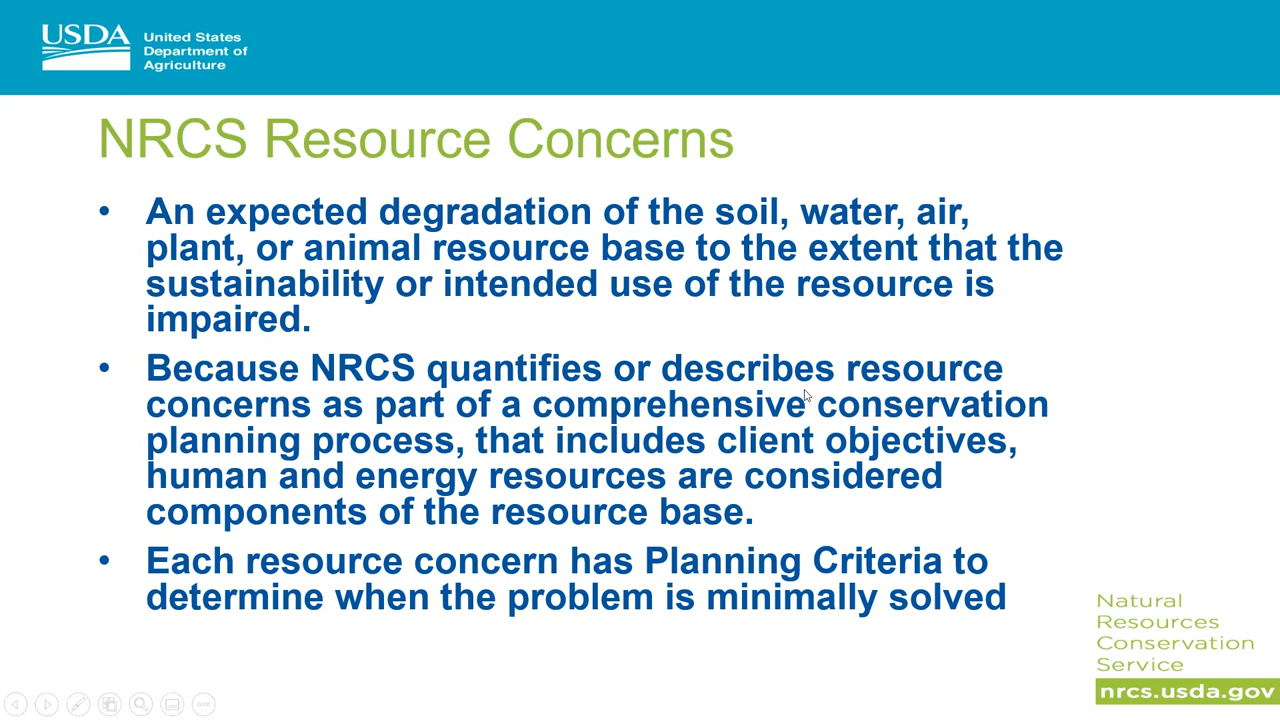 USDA
United States
Department of
Agriculture
NRCS Resource Concerns
• An expected degradation of the soil, water, air,
plant, or animal resource base to the extent that the
sustainability or intended use of the resource is
impaired.
• Because NRCS quantifies or describes resource
concerns as part of a comprehensive conservation
planning process, that includes client objectives,
human and energy resources are considered
components of the resource base.
• Each resource concern has Planning Criteria to
determine when the problem is minimally solved
Natural
Resources
Conservation
Service
nrcs.usda.gov